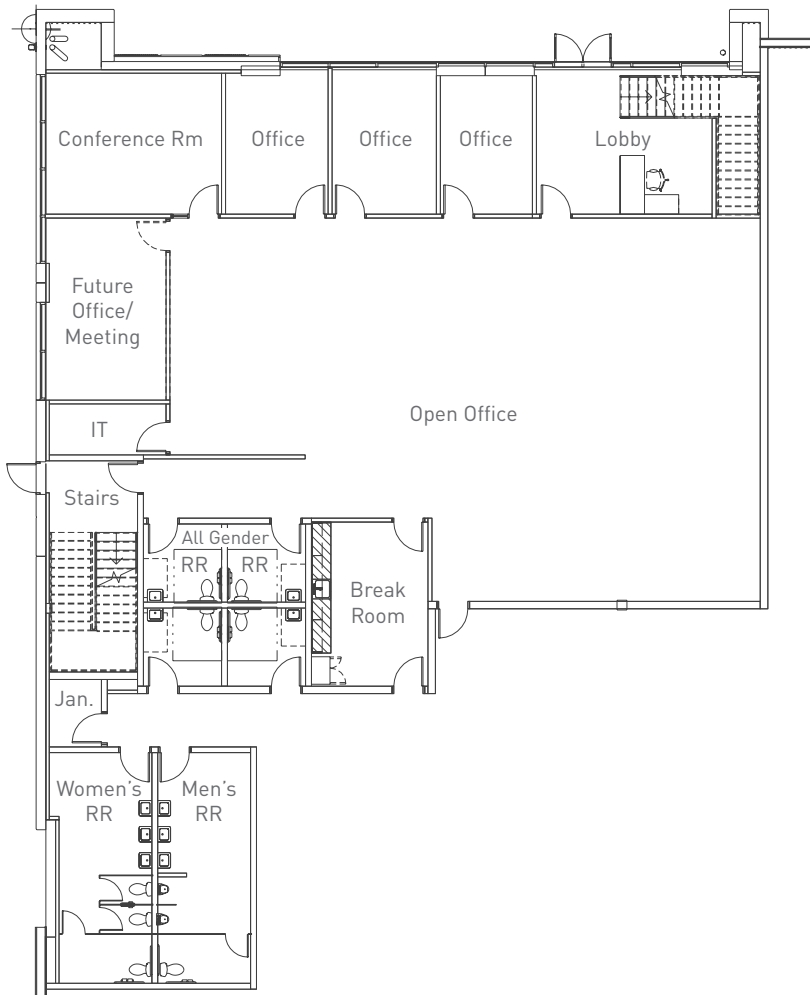 Conference Rm
Office
Office
Office
Lobby
Future
Office/
Meeting
Open Office
IT
Stairs
All Gender
RR
RR
Break
Room
Jan.
Women's
RR
Men's
RR